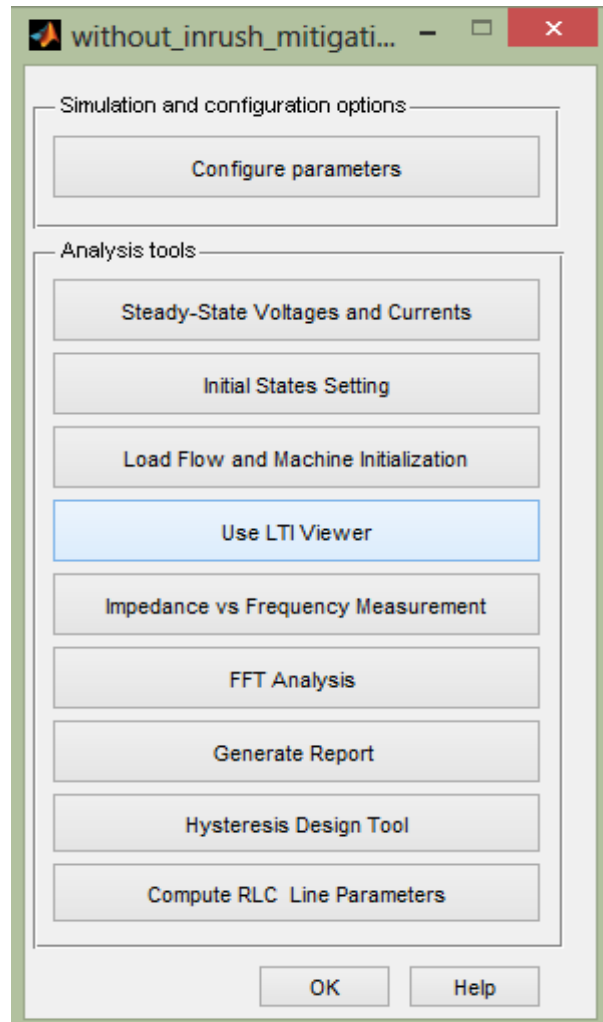 without_inrush_mitigati...
Simulation and configuration options
Configure parameters
Analysis tools
Steady-State Voltages and Currents
Initial States Setting
Load Flow and Machine Initialization
Use LTI Viewer
Impedance vs Frequency Measurement
FFT Analysis
Generate Report
Hysteresis Design Tool
Compute RLC Line Parameters
OK Help